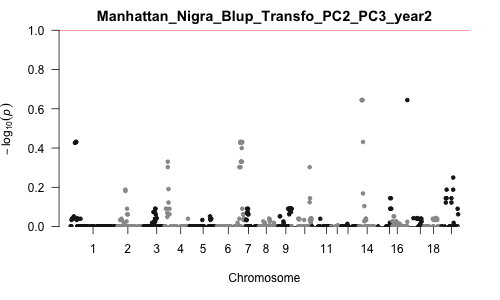 Manhattan_Nigra_Blup_Transfo_PC2_PC3_year2
− log10(p)
1.0
0.8
0.6
0.4
0.2
0.0
1 2 3 4 5 6 7 8 9 11 14 16 18
Chromosome